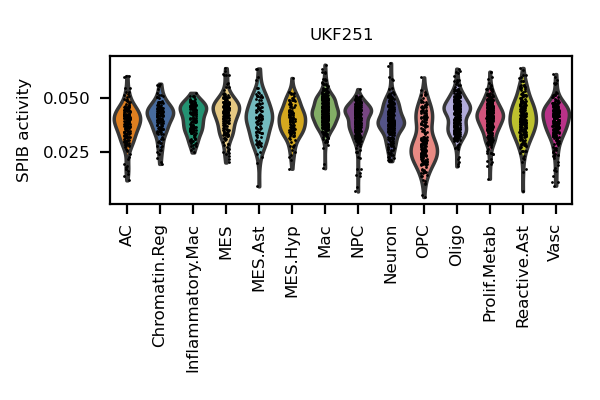 UKF251
SPIB activity
0.050
0.025
AC
Chromatin.Reg
Inflammatory.Mac
MES
MES.Ast
MES.Hyp
Mac
NPC
Neuron
OPC
Oligo
Prolif.Metab
Reactive.Ast
Vasc